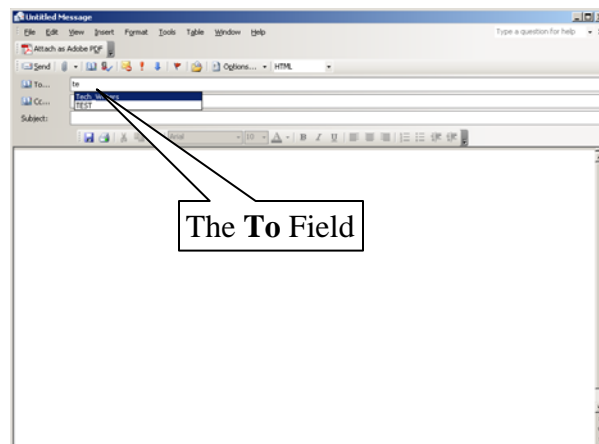 Untitled Message
File Edit View Insert Format Tools Table Window Help Type a question for help
Attach as Adobe PDF
Send Options... HTML
To... te
Tech Writers
Cc...
TEST
Subject:
Arial 10 A B I U
The To Field